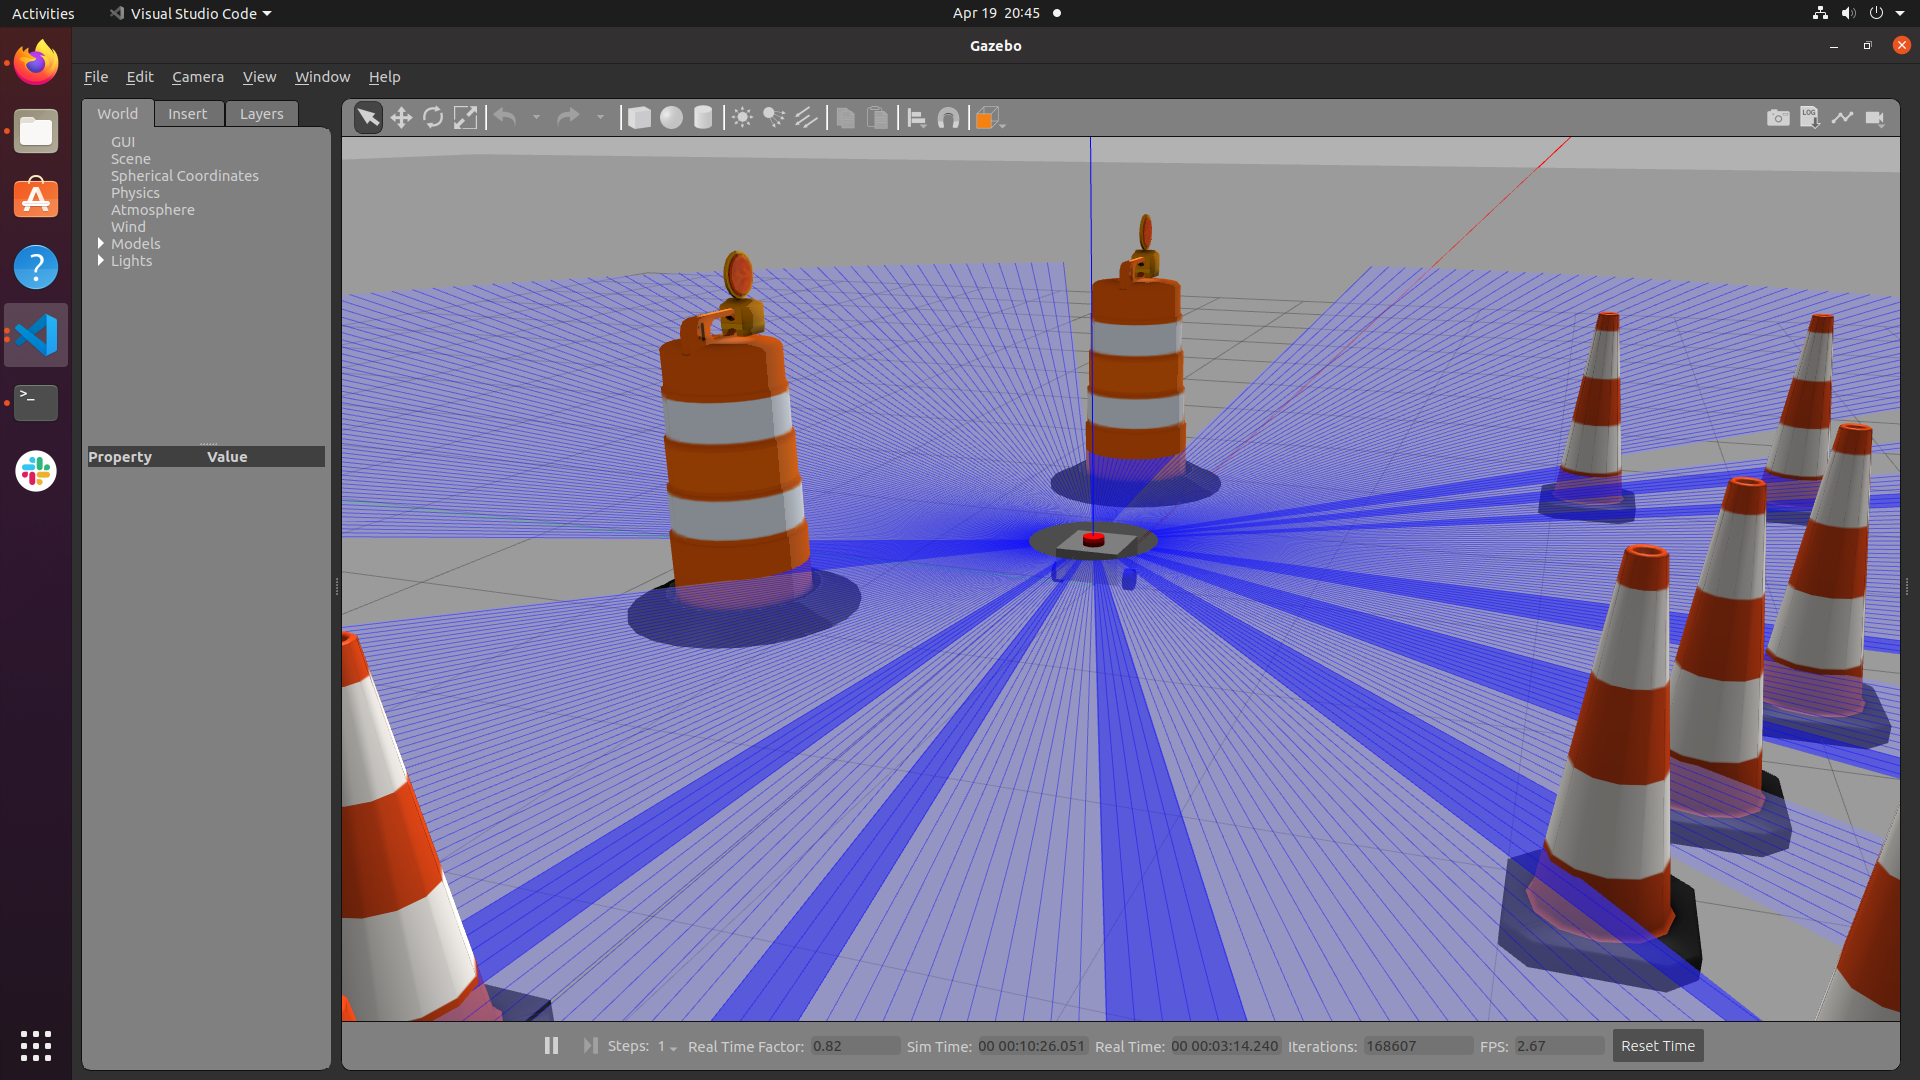 Activities Visual Studio Code Apr 19 20:45
Gazebo
File Edit Camera View Window Help
World Insert Layers
LOG
GUI
Scene
Spherical Coordinates
Physics
Atmosphere
Wind
Models
Lights
Property Value
>_
Steps: 1 Real Time Factor: 0.82 Sim Time: 00 00:10:26.051 Real Time: 00 00:03:14.240 Iterations: 168607 FPS: 2.67 Reset Time